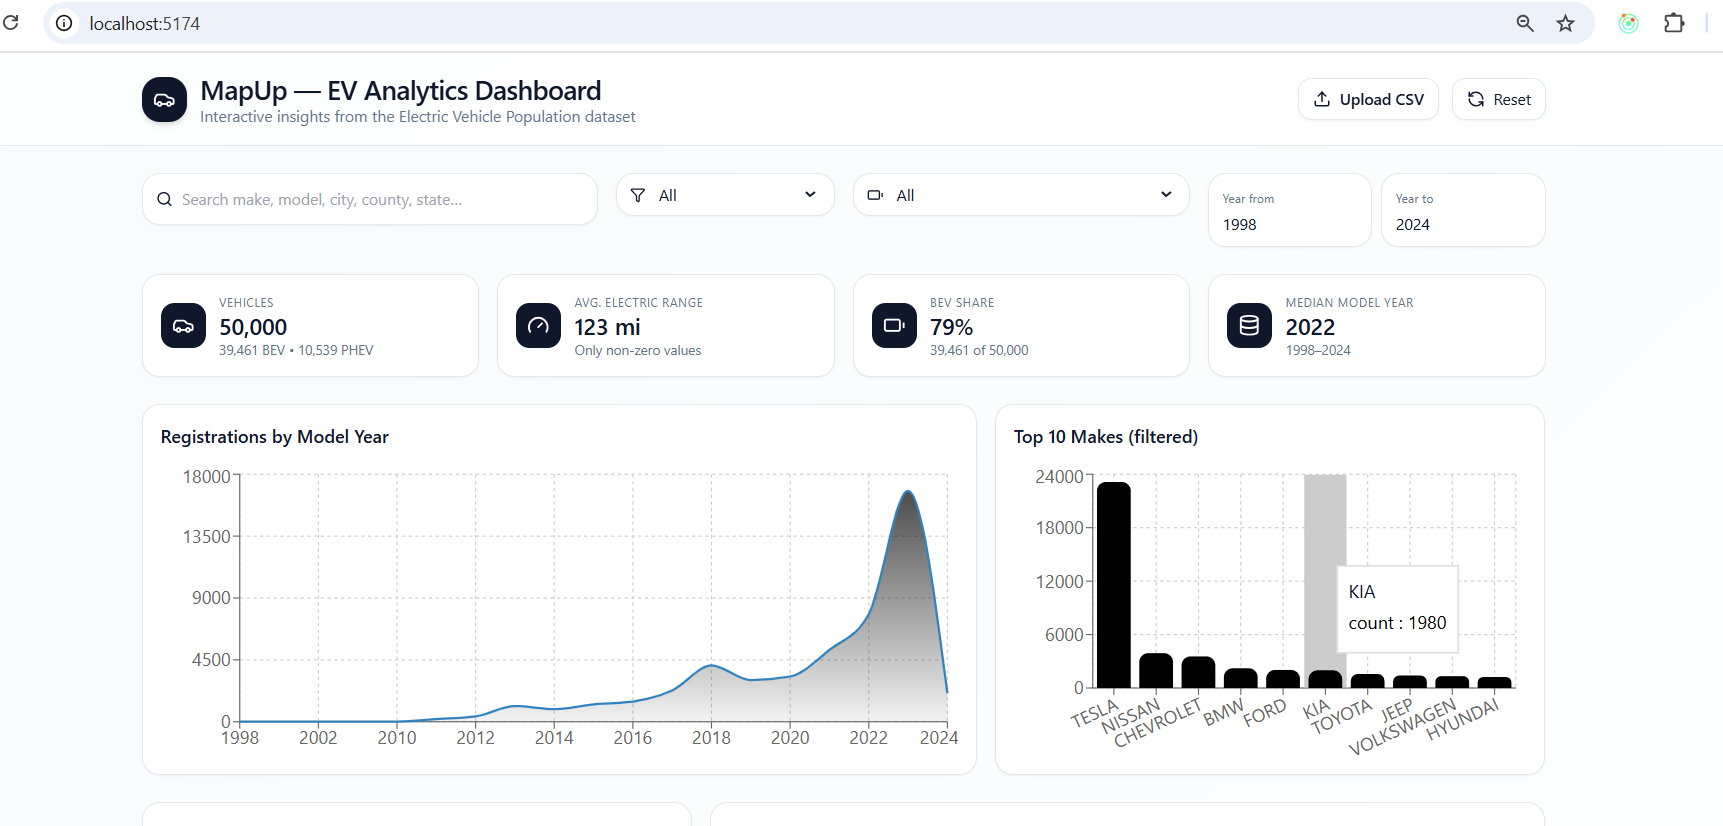 localhost:5174
MapUp — EV Analytics Dashboard
Interactive insights from the Electric Vehicle Population dataset
Upload CSV
Reset
Search make, model, city, county, state...
All
All
Year from
1998
Year to
2024
VEHICLES
50,000
39,461 BEV • 10,539 PHEV
AVG. ELECTRIC RANGE
123 mi
Only non-zero values
BEV SHARE
79%
39,461 of 50,000
MEDIAN MODEL YEAR
2022
1998–2024
Registrations by Model Year
18000
13500
9000
4500
0
1998 2002 2010 2012 2014 2016 2018 2020 2022 2024
Top 10 Makes (filtered)
24000
18000
12000
6000
0
KIA
count : 1980
TESLA NISSAN CHEVROLET BMW FORD KIA TOYOTA JEEP VOLKSWAGEN HYUNDAI